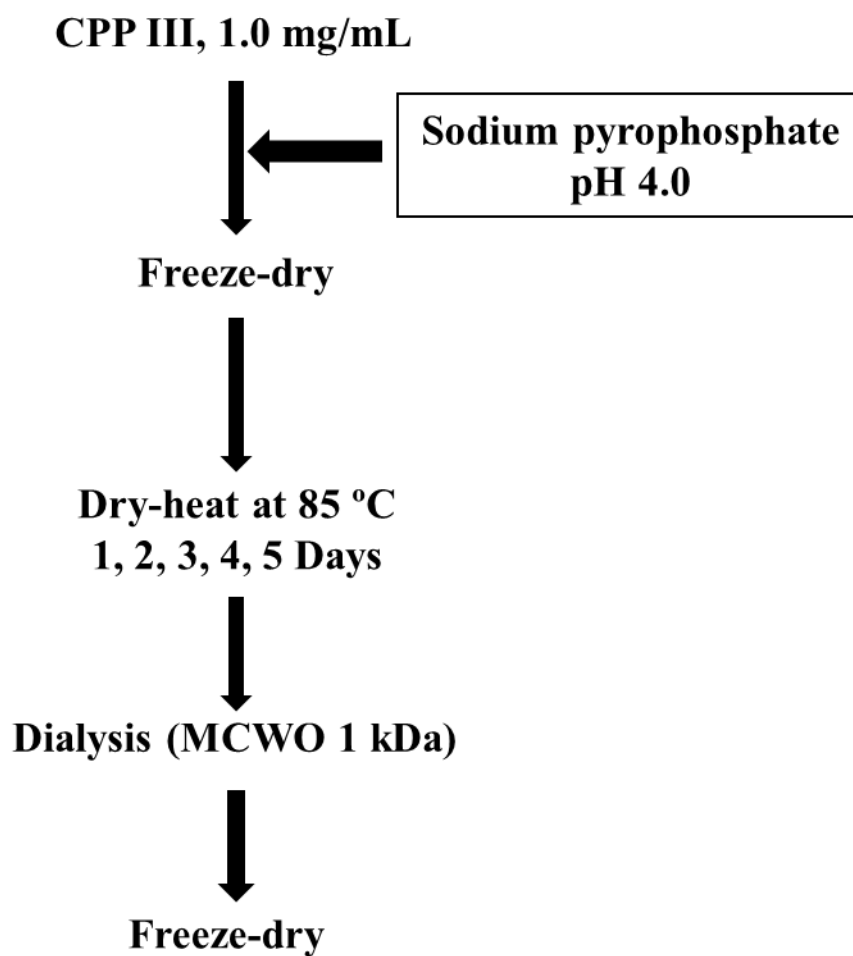 CPP III, 1.0 mg/mL
Sodium pyrophosphate
pH 4.0
Freeze-dry
Dry-heat at 85 ºC
1, 2, 3, 4, 5 Days
Dialysis (MCWO 1 kDa)
Freeze-dry